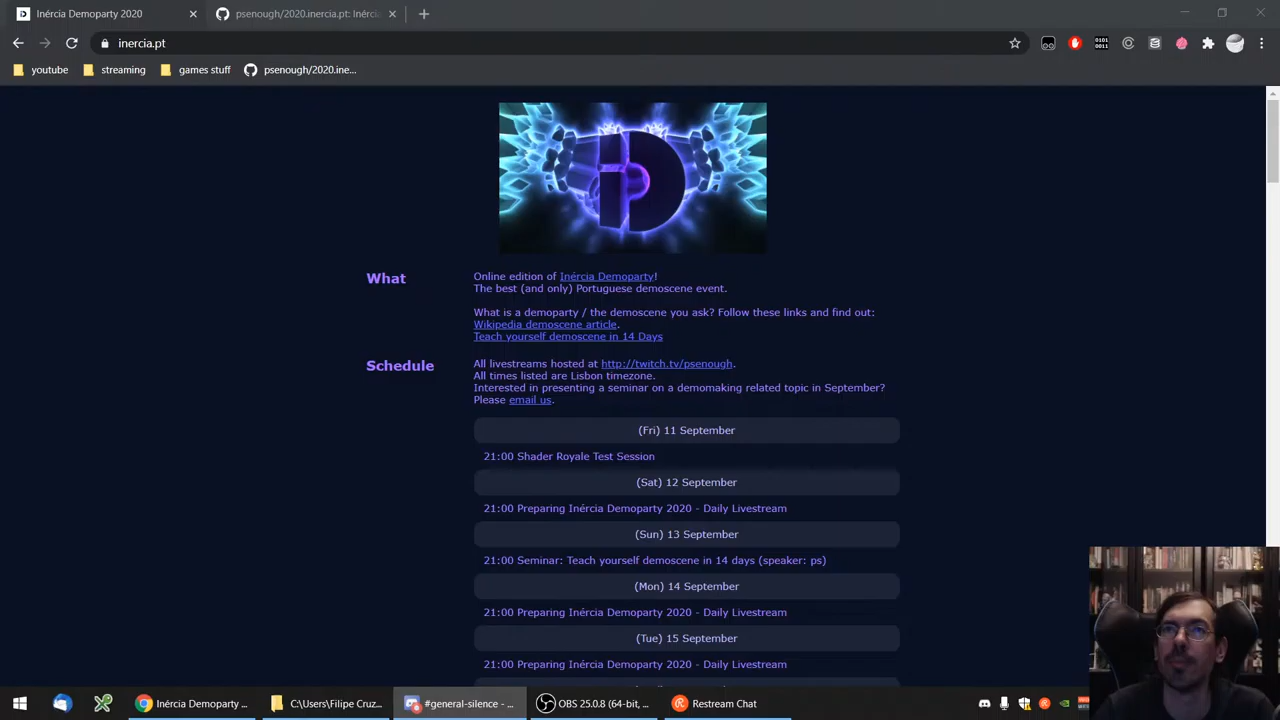 Inércia Demoparty 2020
psenough/2020.inercia.pt: Inérc
inercia.pt
youtube
streaming
games stuff
psenough/2020.ine...
iD
What
Online edition of Inércia Demoparty!
The best (and only) Portuguese demoscene event.
What is a demoparty / the demoscene you ask? Follow these links and find out:
Wikipedia demoscene article.
Teach yourself demoscene in 14 Days
Schedule
All livestreams hosted at http://twitch.tv/psenough.
All times listed are Lisbon timezone.
Interested in presenting a seminar on a demomaking related topic in September?
Please email us.
(Fri) 11 September
21:00 Shader Royale Test Session
(Sat) 12 September
21:00 Preparing Inércia Demoparty 2020 - Daily Livestream
(Sun) 13 September
21:00 Seminar: Teach yourself demoscene in 14 days (speaker: ps)
(Mon) 14 September
21:00 Preparing Inércia Demoparty 2020 - Daily Livestream
(Tue) 15 September
21:00 Preparing Inércia Demoparty 2020 - Daily Livestream
Inércia Demoparty ...
C:\Users\Filipe Cruz...
#general-silence - ...
OBS 25.0.8 (64-bit, ...
Restream Chat